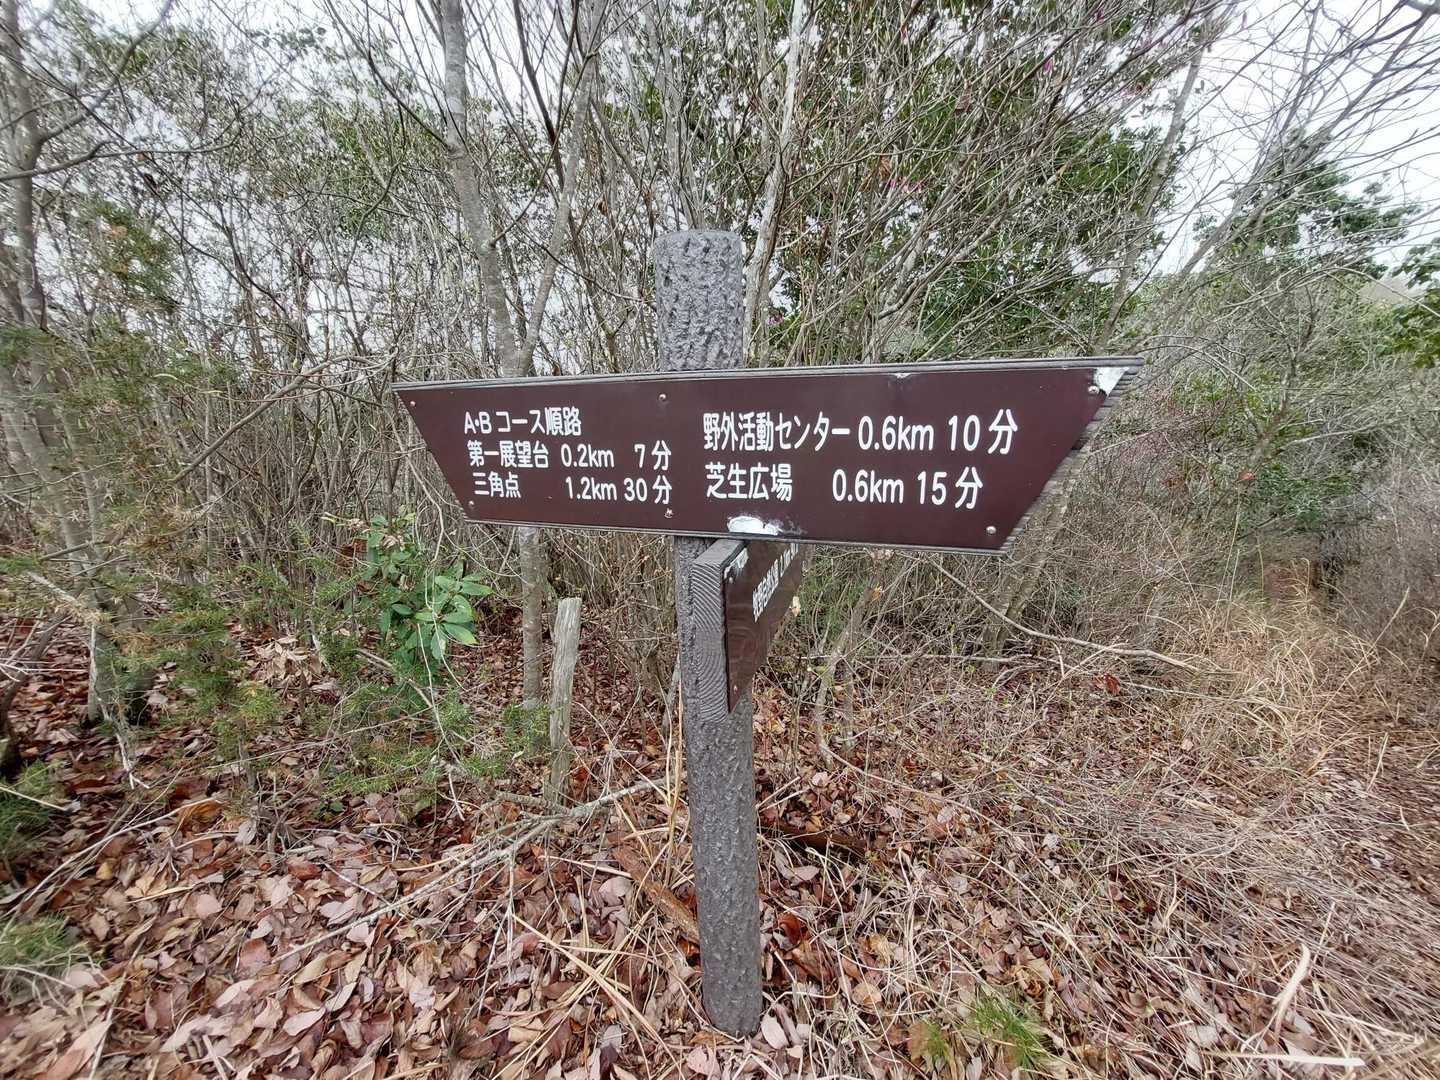 A・B コース順路
第一展望台 0.2km 7分
三角点 1.2km 30分
野外活動センター 0.6km 10分
芝生広場 0.6km 15分